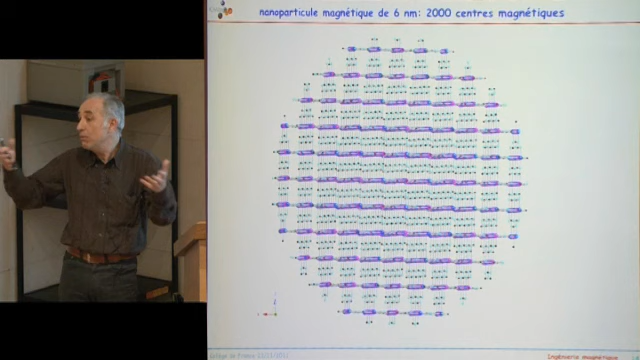 nanoparticule magnétique de 6 nm: 2000 centres magnétiques
Ingénierie magnétique